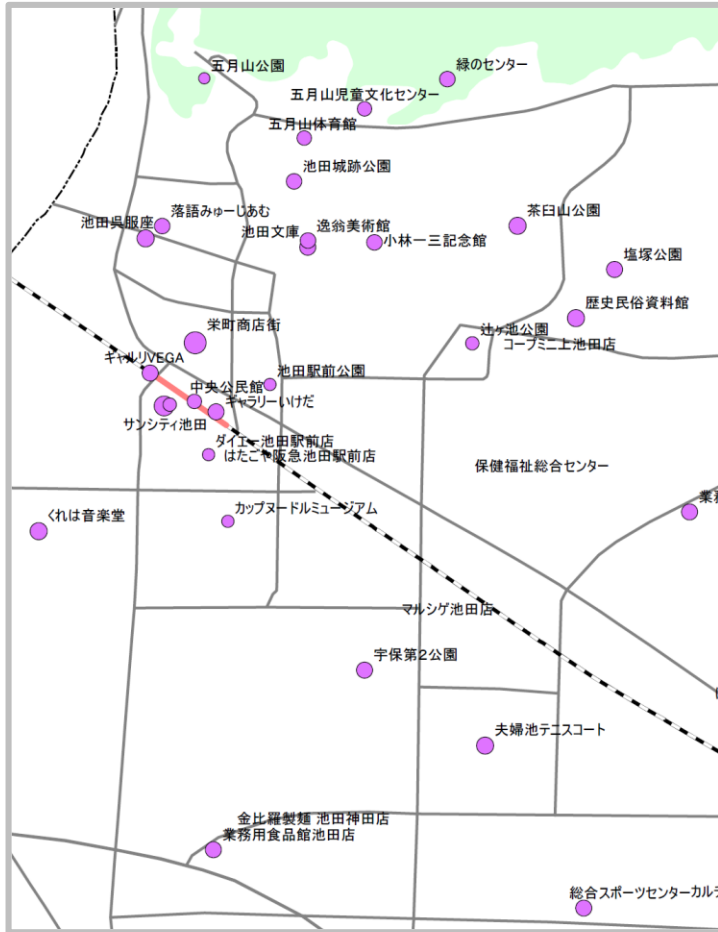 五月山公園
緑のセンター
五月山児童文化センター
五月山体育館
池田城跡公園
落語みゅーじあむ
茶臼山公園
池田呉服座
池田文庫
逸翁美術館
小林一三記念館
塩塚公園
歴史民俗資料館
栄町商店街
辻ヶ池公園
コープミニ上池田店
ギャルリVEGA
池田駅前公園
中央公民館
ギャラリーいけだ
サンシティ池田
ダイエー池田駅前店
はたごや阪急池田駅前店
保健福祉総合センター
業務
くれは音楽堂
カップヌードルミュージアム
マルシゲ池田店
宇保第2公園
夫婦池テニスコート
金比羅製麺 池田神田店
業務用食品館池田店
総合スポーツセンターカルチ